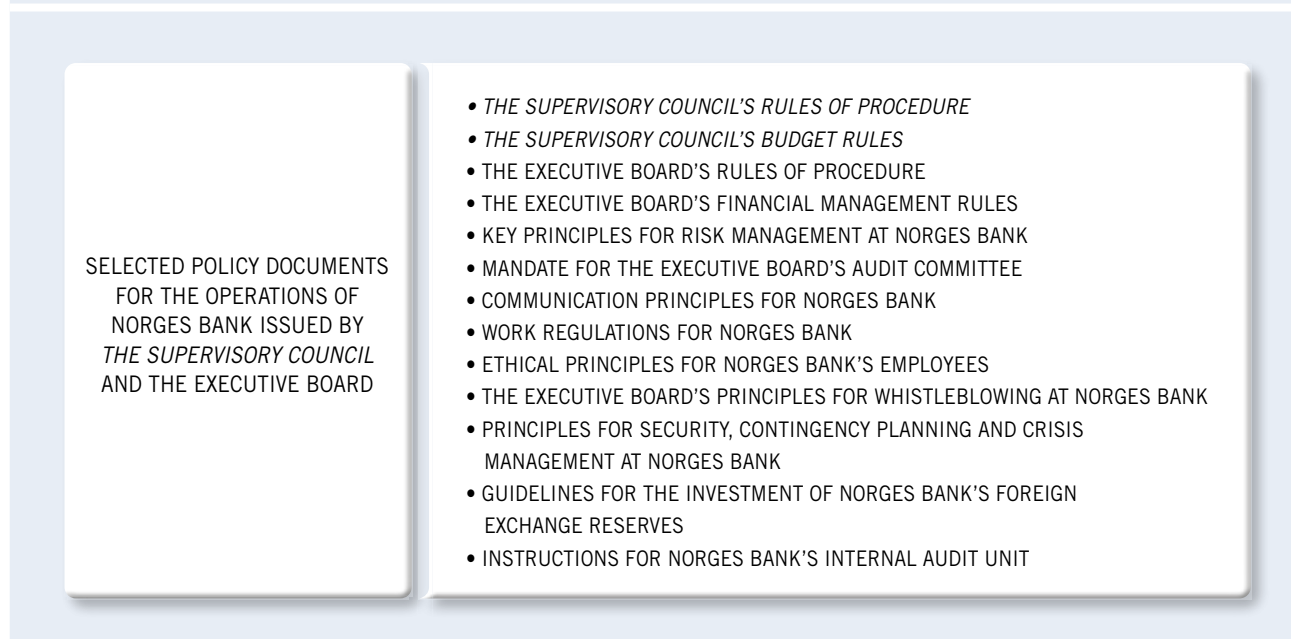 SELECTED POLICY DOCUMENTS
FOR THE OPERATIONS OF
NORGES BANK ISSUED BY
THE SUPERVISORY COUNCIL
AND THE EXECUTIVE BOARD
• THE SUPERVISORY COUNCIL’S RULES OF PROCEDURE
• THE SUPERVISORY COUNCIL’S BUDGET RULES
• THE EXECUTIVE BOARD’S RULES OF PROCEDURE
• THE EXECUTIVE BOARD’S FINANCIAL MANAGEMENT RULES
• KEY PRINCIPLES FOR RISK MANAGEMENT AT NORGES BANK
• MANDATE FOR THE EXECUTIVE BOARD’S AUDIT COMMITTEE
• COMMUNICATION PRINCIPLES FOR NORGES BANK
• WORK REGULATIONS FOR NORGES BANK
• ETHICAL PRINCIPLES FOR NORGES BANK’S EMPLOYEES
• THE EXECUTIVE BOARD’S PRINCIPLES FOR WHISTLEBLOWING AT NORGES BANK
• PRINCIPLES FOR SECURITY, CONTINGENCY PLANNING AND CRISIS
MANAGEMENT AT NORGES BANK
• GUIDELINES FOR THE INVESTMENT OF NORGES BANK’S FOREIGN
EXCHANGE RESERVES
• INSTRUCTIONS FOR NORGES BANK’S INTERNAL AUDIT UNIT